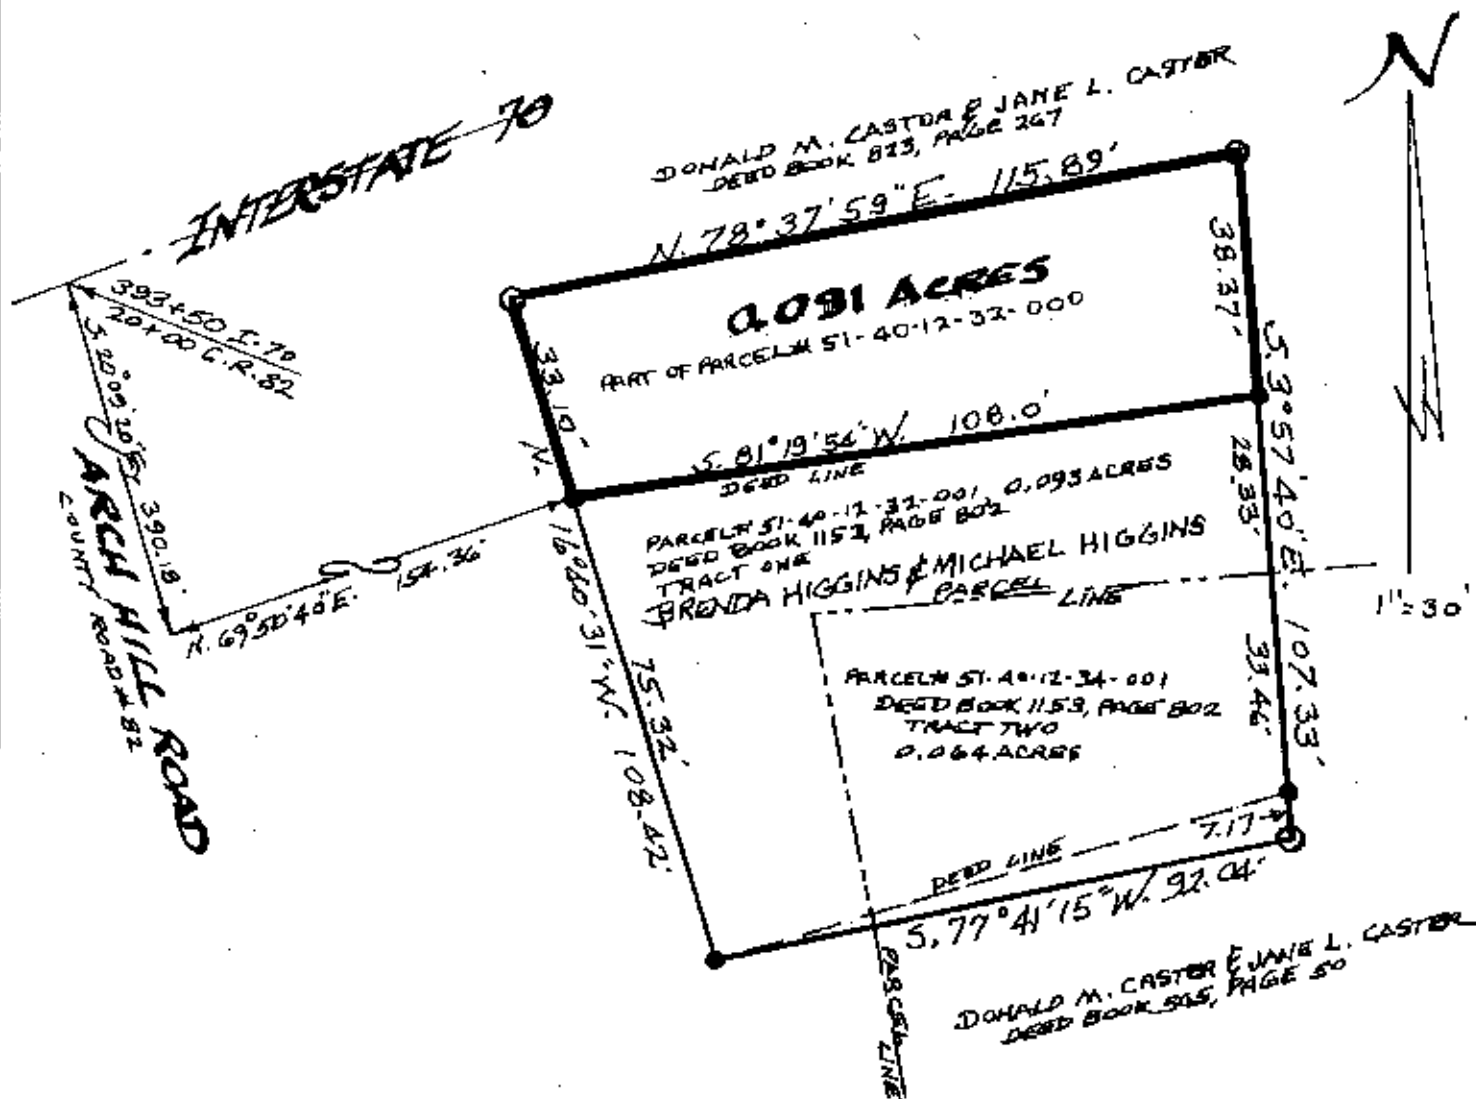 N
INTERSTATE 70
DONALD M. CASTOR & JANE L. CASTER
DEED BOOK 823, PAGE 267
N. 78° 37' 59" E. 115.89'
393+50 I.-70
20+00 C.R. 82
S. 20° 09' 20" E. 390.18'
ARCH HILL ROAD
COUNTY ROAD # 82
N. 69° 50' 40" E. 152.36'
0.091 ACRES
PART OF PARCEL# 51-40-12-32-000
33.10'
38.37'
S. 81° 19' 54" W. 108.0'
DEED LINE
S. 3° 57' 40" E. 107.33'
28.33'
33.46'
PARCEL# 51-40-12-32-001, 0.093 ACRES
DEED BOOK 1153, PAGE 802
TRACT ONE
BRENDA HIGGINS & MICHAEL HIGGINS
PARCEL LINE
1"=30'
N. 16° 40' 31" W. 108.42'
75.32'
PARCEL# 51-40-12-34-001
DEED BOOK 1153, PAGE 802
TRACT TWO
0.064 ACRES
7.17
DEED LINE
S. 77° 41' 15" W. 92.04'
PARCEL LINE
DONALD M. CASTER & JANE L. CASTER
DEED BOOK 505, PAGE 50